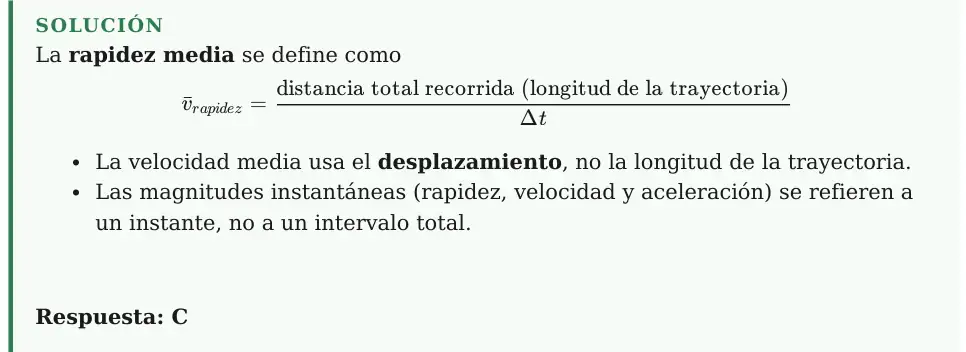 SOLUCIÓN
La rapidez media se define como
v̄_rapidez = distancia total recorrida (longitud de la trayectoria) / Δt
• La velocidad media usa el desplazamiento, no la longitud de la trayectoria.
• Las magnitudes instantáneas (rapidez, velocidad y aceleración) se refieren a
un instante, no a un intervalo total.
Respuesta: C